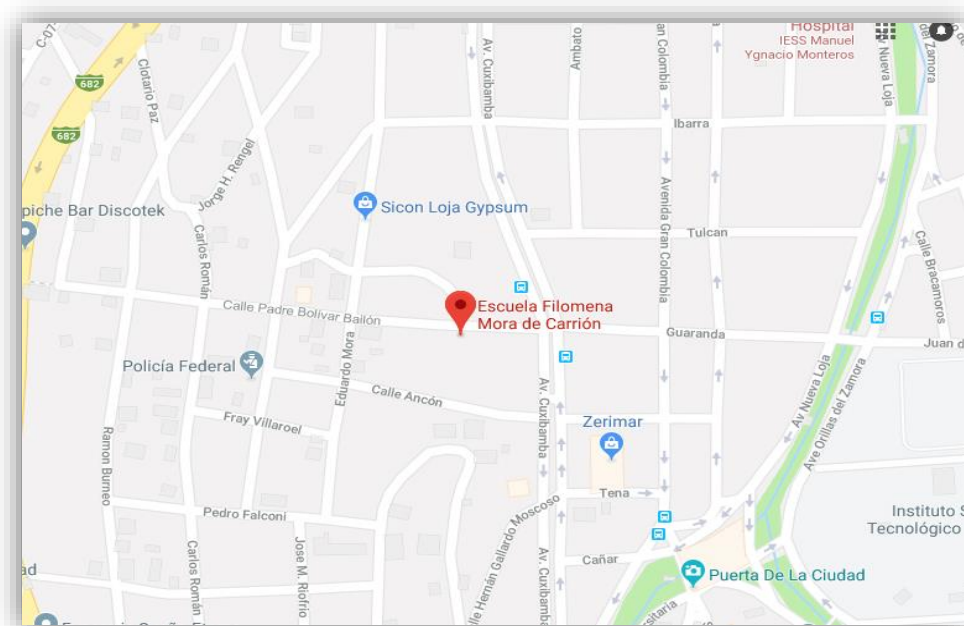 Hospital
IESS Manuel
Ygnacio Monteros
C-07-
Clotario Paz
682
682
Jorge H. Rengel
Av. Cuxibamba
Ambato
an Colombia
Av Nueva Loja
del Zamora
Ibarra
piche Bar Discotek
Sicon Loja Gypsum
Carlos Román
Avenida Gran Colombia
Tulcan
Calle Bracamoros
Calle Padre Bolivar Bailón
Escuela Filomena
Mora de Carrión
Guaranda
Juan d
Policía Federal
Eduardo Mora
Calle Ancón
Av Nueva Loja
Ave Orillas del Zamora
Fray Villaroel
Av. Cuxibamba
Zerimar
Ramon Burneo
Pedro Falconi
Tena
Calle Hernán Gallardo Moscoso
Instituto S
Tecnológico
Carlos Román
Jose M. Riofrio
Av. Cuxibamba
Cañar
Puerta De La Ciudad
ad